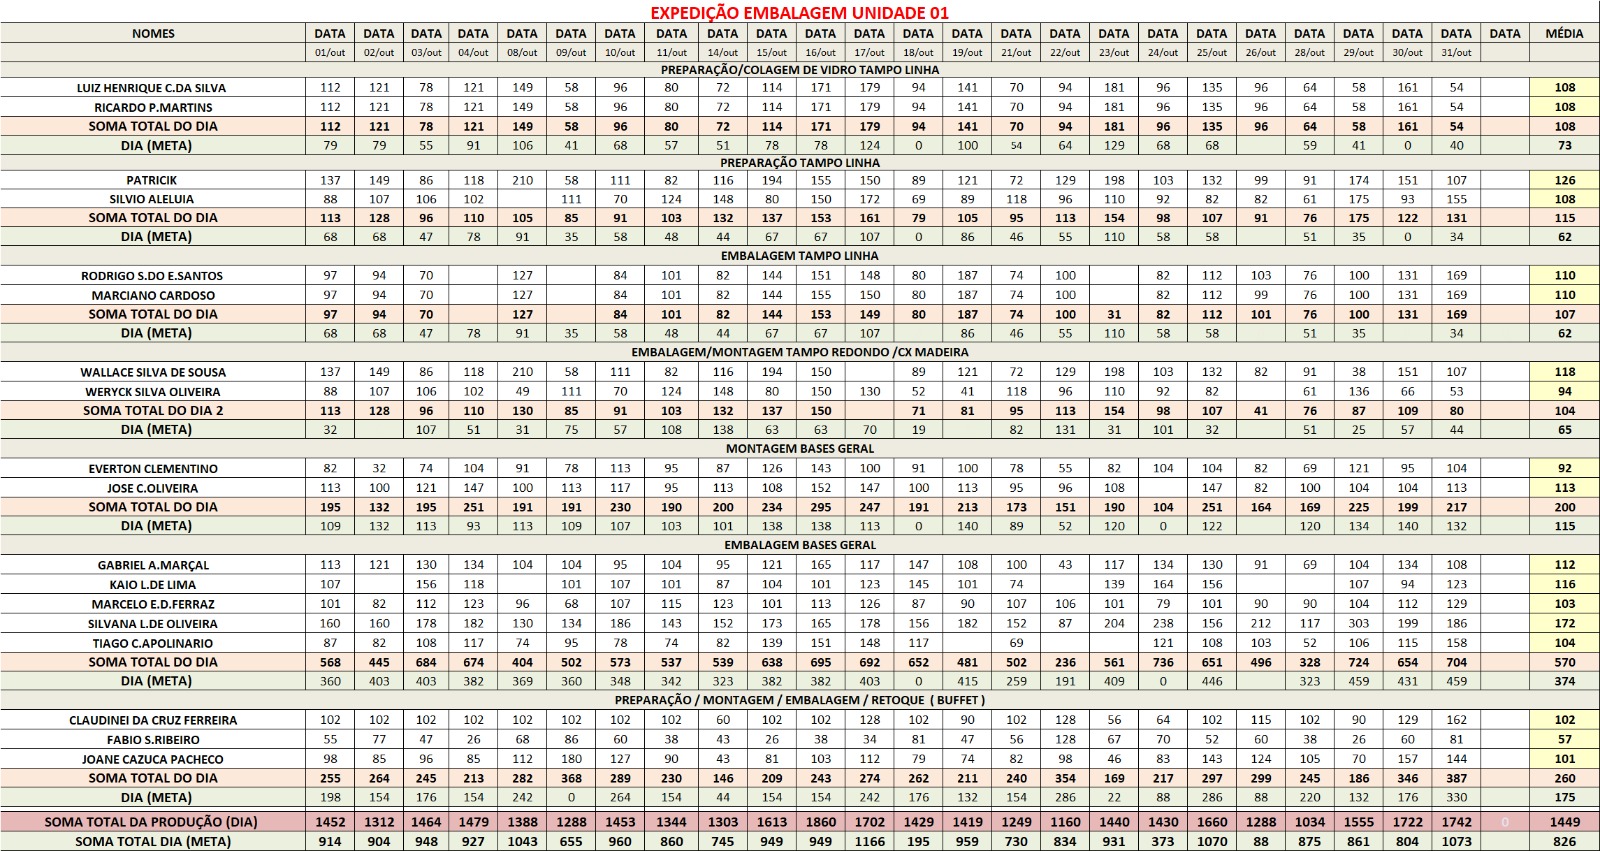 EXPEDIÇÃO EMBALAGEM UNIDADE 01
NOMES DATA DATA DATA DATA DATA DATA DATA DATA DATA DATA DATA DATA DATA DATA DATA DATA DATA DATA DATA DATA DATA DATA DATA DATA DATA MÉDIA
01/out 02/out 03/out 04/out 08/out 09/out 10/out 11/out 14/out 15/out 16/out 17/out 18/out 19/out 21/out 22/out 23/out 24/out 25/out 26/out 28/out 29/out 30/out 31/out
PREPARAÇÃO/COLAGEM DE VIDRO TAMPO LINHA
LUIZ HENRIQUE C.DA SILVA 112 121 78 121 149 58 96 80 72 114 171 179 94 141 70 94 181 96 135 96 64 58 161 54 108
RICARDO P.MARTINS 112 121 78 121 149 58 96 80 72 114 171 179 94 141 70 94 181 96 135 96 64 58 161 54 108
SOMA TOTAL DO DIA 112 121 78 121 149 58 96 80 72 114 171 179 94 141 70 94 181 96 135 96 64 58 161 54 108
DIA (META) 79 79 55 91 106 41 68 57 51 78 78 124 0 100 54 64 129 68 68 59 41 0 40 73
PREPARAÇÃO TAMPO LINHA
PATRICIK 137 149 86 118 210 58 111 82 116 194 155 150 89 121 72 129 198 103 132 99 91 174 151 107 126
SILVIO ALELUIA 88 107 106 102 111 70 124 148 80 150 172 69 89 118 96 110 92 82 82 61 175 93 155 108
SOMA TOTAL DO DIA 113 128 96 110 105 85 91 103 132 137 153 161 79 105 95 113 154 98 107 91 76 175 122 131 115
DIA (META) 68 68 47 78 91 35 58 48 44 67 67 107 0 86 46 55 110 58 58 51 35 0 34 62
EMBALAGEM TAMPO LINHA
RODRIGO S.DO E.SANTOS 97 94 70 127 84 101 82 144 151 148 80 187 74 100 82 112 103 76 100 131 169 110
MARCIANO CARDOSO 97 94 70 127 84 101 82 144 155 150 80 187 74 100 82 112 99 76 100 131 169 110
SOMA TOTAL DO DIA 97 94 70 127 84 101 82 144 153 149 80 187 74 100 31 82 112 101 76 100 131 169 107
DIA (META) 68 68 47 78 91 35 58 48 44 67 67 107 86 46 55 110 58 58 51 35 34 62
EMBALAGEM/MONTAGEM TAMPO REDONDO /CX MADEIRA
WALLACE SILVA DE SOUSA 137 149 86 118 210 58 111 82 116 194 150 89 121 72 129 198 103 132 82 91 38 151 107 118
WERYCK SILVA OLIVEIRA 88 107 106 102 49 111 70 124 148 80 150 130 52 41 118 96 110 92 82 61 136 66 53 94
SOMA TOTAL DO DIA 2 113 128 96 110 130 85 91 103 132 137 150 71 81 95 113 154 98 107 41 76 87 109 80 104
DIA (META) 32 107 51 31 75 57 108 138 63 63 70 19 82 131 31 101 32 51 25 57 44 65
MONTAGEM BASES GERAL
EVERTON CLEMENTINO 82 32 74 104 91 78 113 95 87 126 143 100 91 100 78 55 82 104 104 82 69 121 95 104 92
JOSE C.OLIVEIRA 113 100 121 147 100 113 117 95 113 108 152 147 100 113 95 96 108 147 82 100 104 104 113 113
SOMA TOTAL DO DIA 195 132 195 251 191 191 230 190 200 234 295 247 191 213 173 151 190 104 251 164 169 225 199 217 200
DIA (META) 109 132 113 93 113 109 107 103 101 138 138 113 0 140 89 52 120 0 122 120 134 140 132 115
EMBALAGEM BASES GERAL
GABRIEL A.MARÇAL 113 121 130 134 104 104 95 104 95 121 165 117 147 108 100 43 117 134 130 91 69 104 134 108 112
KAIO L.DE LIMA 107 156 118 101 107 101 87 104 101 123 145 101 74 139 164 156 107 94 123 116
MARCELO E.D.FERRAZ 101 82 112 123 96 68 107 115 123 101 113 126 87 90 107 106 101 79 101 90 90 104 112 129 103
SILVANA L.DE OLIVEIRA 160 160 178 182 130 134 186 143 152 173 165 178 156 182 152 87 204 238 156 212 117 303 199 186 172
TIAGO C.APOLINARIO 87 82 108 117 74 95 78 74 82 139 151 148 117 69 121 108 103 52 106 115 158 104
SOMA TOTAL DO DIA 568 445 684 674 404 502 573 537 539 638 695 692 652 481 502 236 561 736 651 496 328 724 654 704 570
DIA (META) 360 403 403 382 369 360 348 342 323 382 382 403 0 415 259 191 409 0 446 323 459 431 459 374
PREPARAÇÃO / MONTAGEM / EMBALAGEM / RETOQUE ( BUFFET )
CLAUDINEI DA CRUZ FERREIRA 102 102 102 102 102 102 102 102 60 102 102 128 102 90 102 128 56 64 102 115 102 90 129 162 102
FABIO S.RIBEIRO 55 77 47 26 68 86 60 38 43 26 38 34 81 47 56 128 67 70 52 60 38 26 60 81 57
JOANE CAZUCA PACHECO 98 85 96 85 112 180 127 90 43 81 103 112 79 74 82 98 46 83 143 124 105 70 157 144 101
SOMA TOTAL DO DIA 255 264 245 213 282 368 289 230 146 209 243 274 262 211 240 354 169 217 297 299 245 186 346 387 260
DIA (META) 198 154 176 154 242 0 264 154 44 154 154 242 176 132 154 286 22 88 286 88 220 132 176 330 175
SOMA TOTAL DA PRODUÇÃO (DIA) 1452 1312 1464 1479 1388 1288 1453 1344 1303 1613 1860 1702 1429 1419 1249 1160 1440 1430 1660 1288 1034 1555 1722 1742 0 1449
SOMA TOTAL DIA (META) 914 904 948 927 1043 655 960 860 745 949 949 1166 195 959 730 834 931 373 1070 88 875 861 804 1073 826